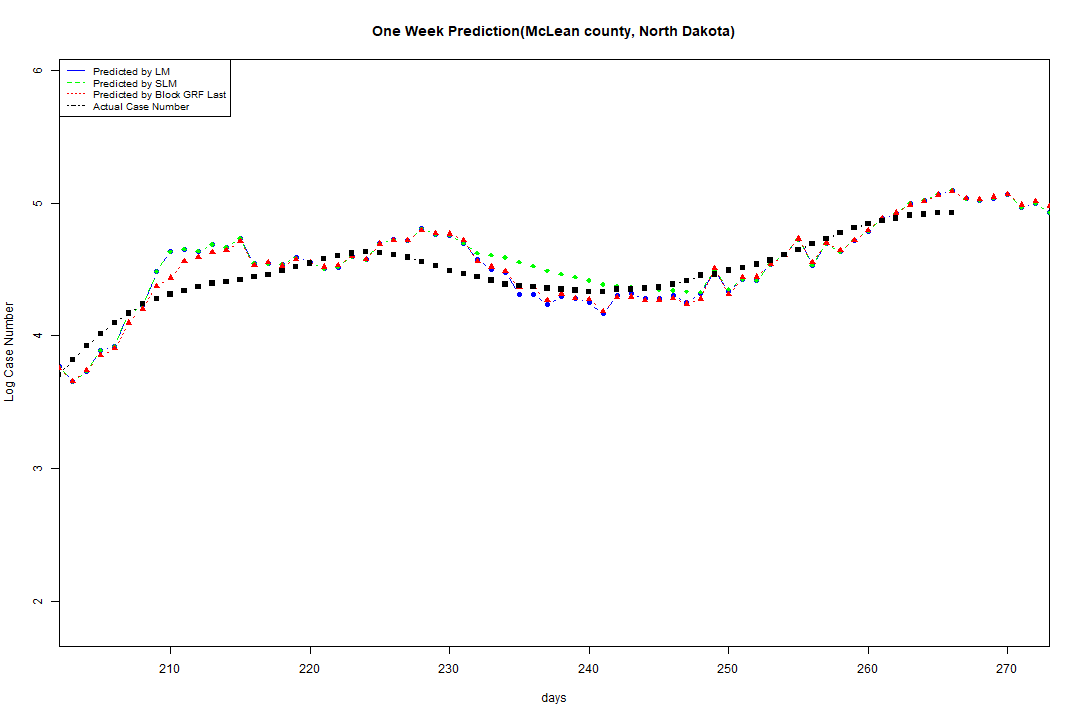 One Week Prediction(McLean county, North Dakota)
Predicted by LM
Predicted by SLM
Predicted by Block GRF Last
Actual Case Number
6
5
4
3
2
Log Case Number
210 220 230 240 250 260 270
days